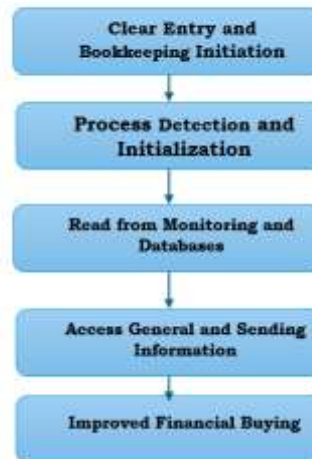 Clear Entry and
Bookkeeping Initiation
Process Detection and
Initialization
Read from Monitoring and
Databases
Access General and Sending
Information
Improved Financial Buying